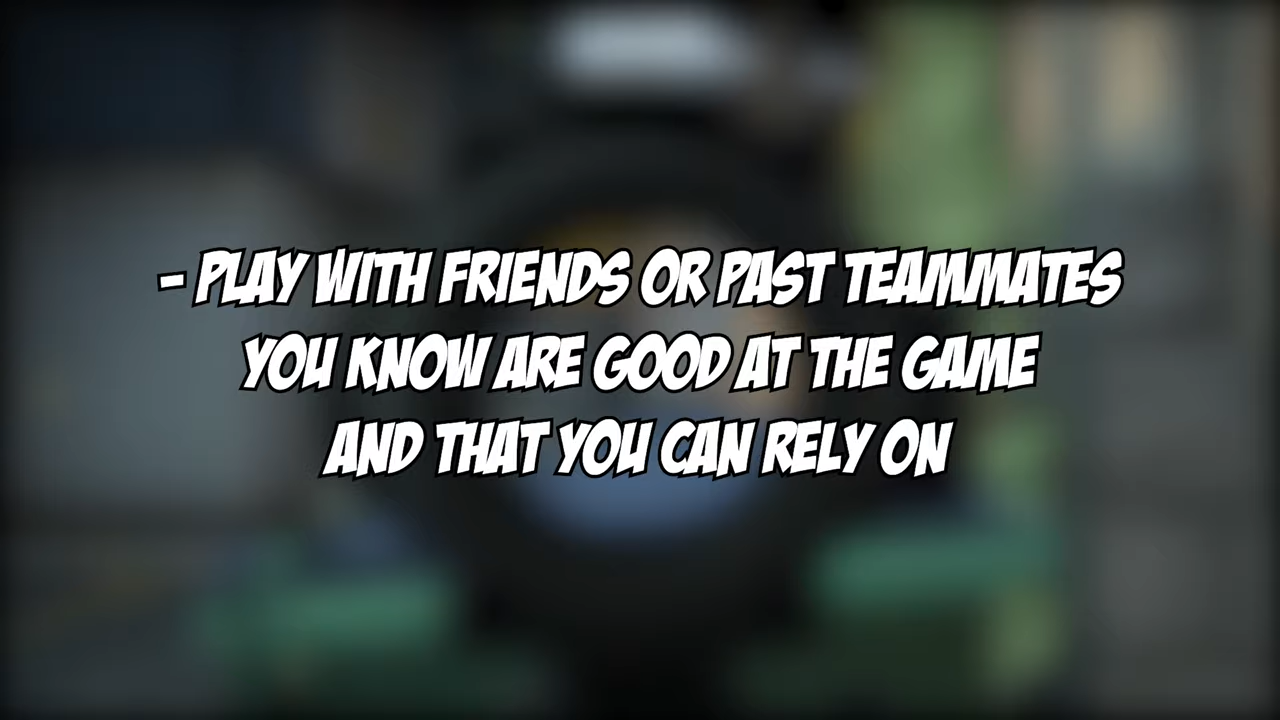 - PLAY WITH FRIENDS OR PAST TEAMMATES
YOU KNOW ARE GOOD AT THE GAME
AND THAT YOU CAN RELY ON